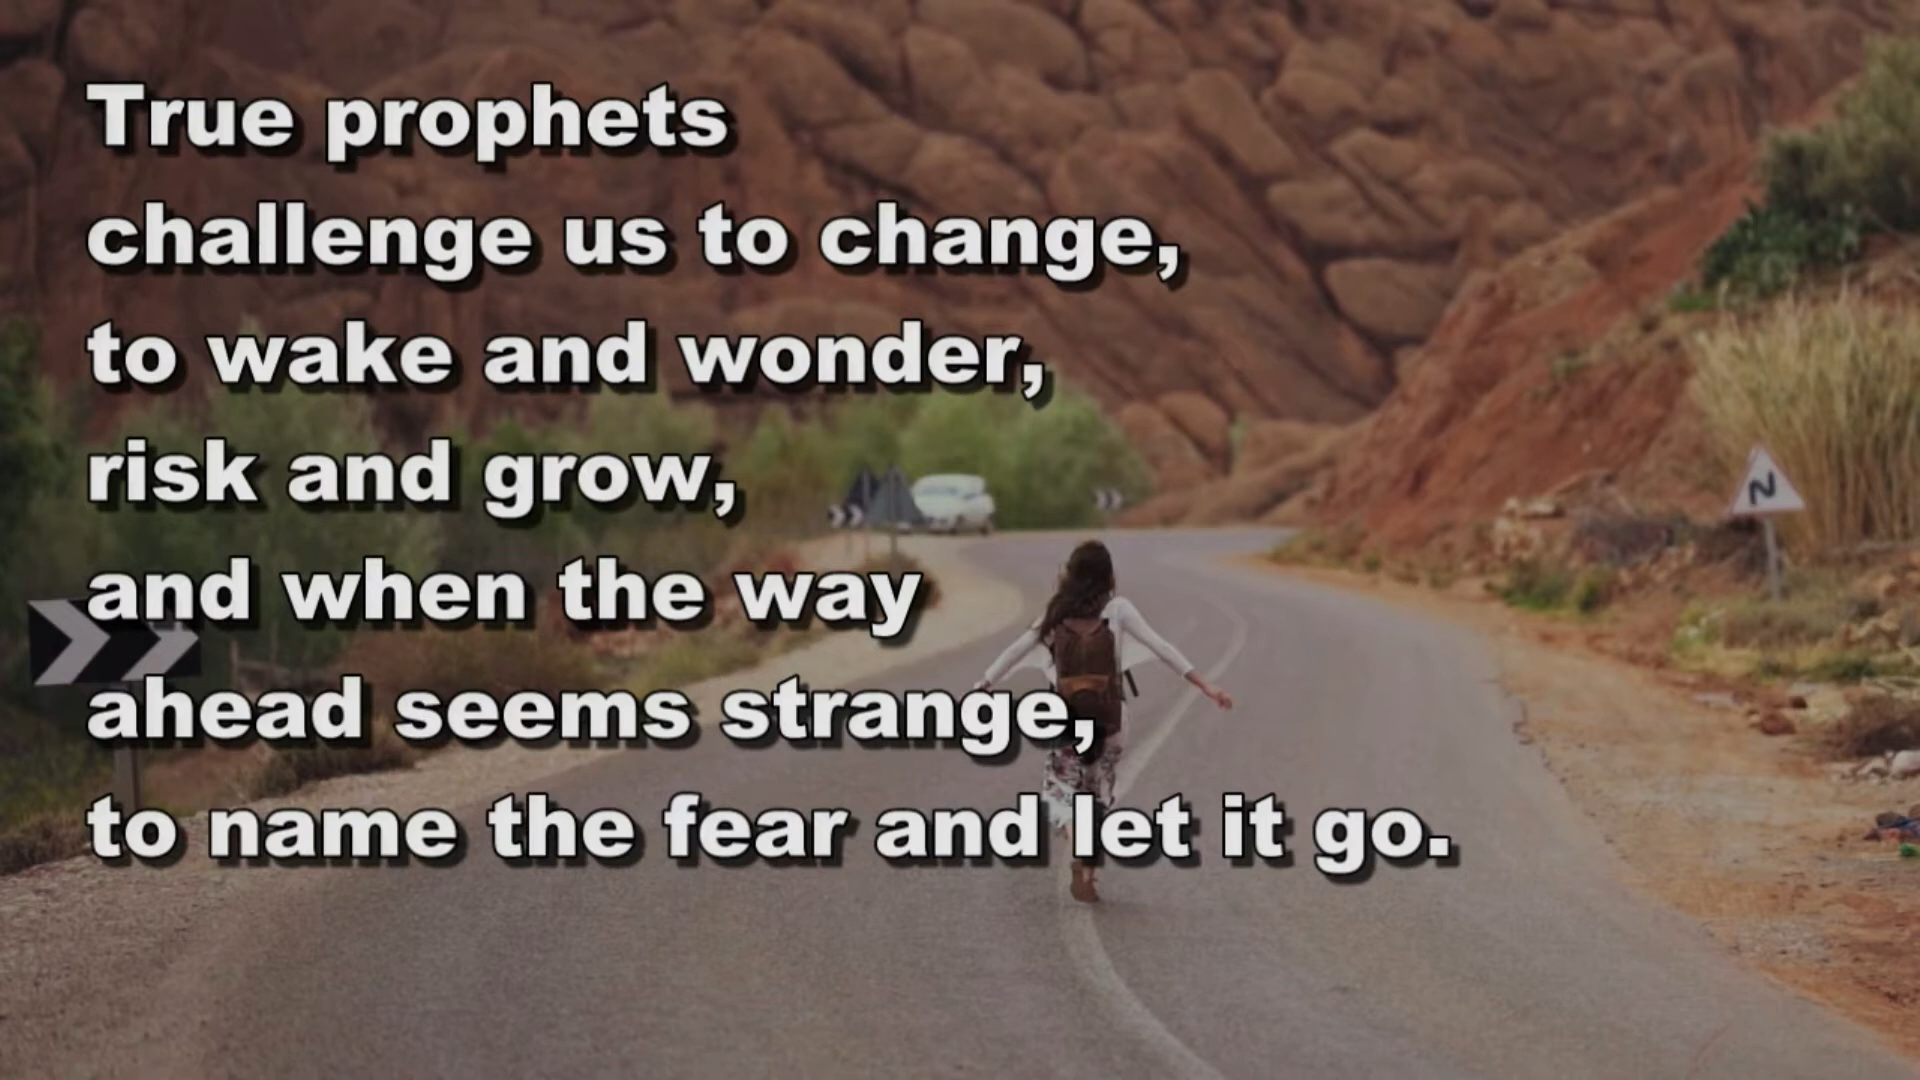 True prophets
challenge us to change,
to wake and wonder,
risk and grow,
and when the way
ahead seems strange,
to name the fear and let it go.